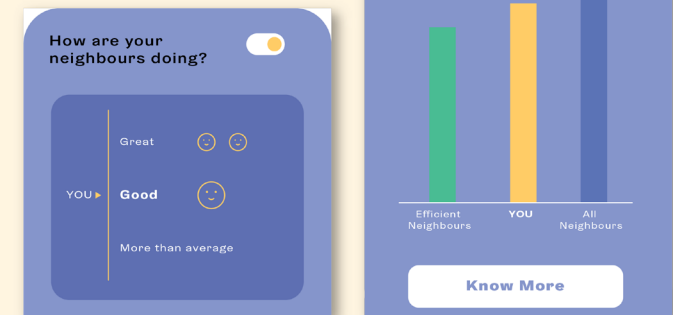 How are your
neighbours doing?
Great
YOU
Good
More than average
Efficient
Neighbours
YOU
All
Neighbours
Know More